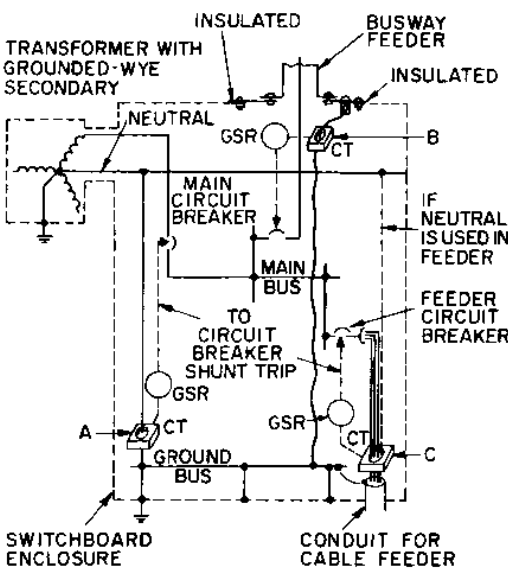 INSULATED
BUSWAY
FEEDER
TRANSFORMER WITH
GROUNDED-WYE
SECONDARY
INSULATED
NEUTRAL
GSR
B
CT
MAIN
CIRCUIT
BREAKER
IF
NEUTRAL
IS USED IN
FEEDER
MAIN
BUS
FEEDER
CIRCUIT
BREAKER
TO
CIRCUIT
BREAKER
SHUNT TRIP
GSR
GSR
A
CT
CT
C
GROUND
BUS
SWITCHBOARD
ENCLOSURE
CONDUIT FOR
CABLE FEEDER